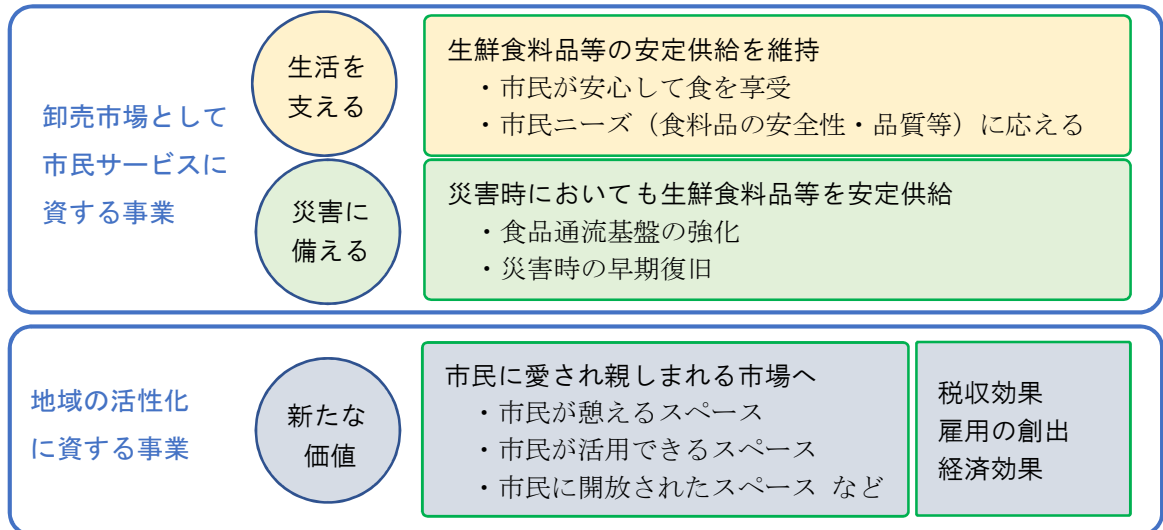 卸売市場として
市民サービスに
資する事業
生活を
支える
生鮮食料品等の安定供給を維持
・市民が安心して食を享受
・市民ニーズ（食料品の安全性・品質等）に応える
災害に
備える
災害時においても生鮮食料品等を安定供給
・食品通流基盤の強化
・災害時の早期復旧
地域の活性化
に資する事業
新たな
価値
市民に愛され親しまれる市場へ
・市民が憩えるスペース
・市民が活用できるスペース
・市民に開放されたスペース など
税収効果
雇用の創出
経済効果